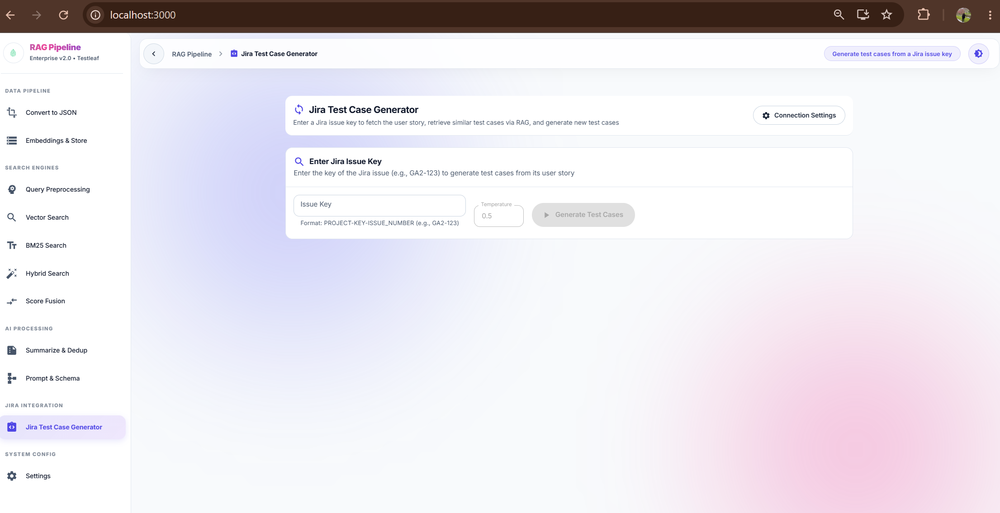 localhost:3000
RAG Pipeline
Enterprise v2.0 • Testleaf
DATA PIPELINE
Convert to JSON
Embeddings & Store
SEARCH ENGINES
Query Preprocessing
Vector Search
BM25 Search
Hybrid Search
Score Fusion
AI PROCESSING
Summarize & Dedup
Prompt & Schema
JIRA INTEGRATION
Jira Test Case Generator
SYSTEM CONFIG
Settings
RAG Pipeline > Jira Test Case Generator
Generate test cases from a Jira issue key
Jira Test Case Generator
Enter a Jira issue key to fetch the user story, retrieve similar test cases via RAG, and generate new test cases
Connection Settings
Enter Jira Issue Key
Enter the key of the Jira issue (e.g., GA2-123) to generate test cases from its user story
Issue Key
Format: PROJECT-KEY-ISSUE_NUMBER (e.g., GA2-123)
Temperature
0.5
Generate Test Cases